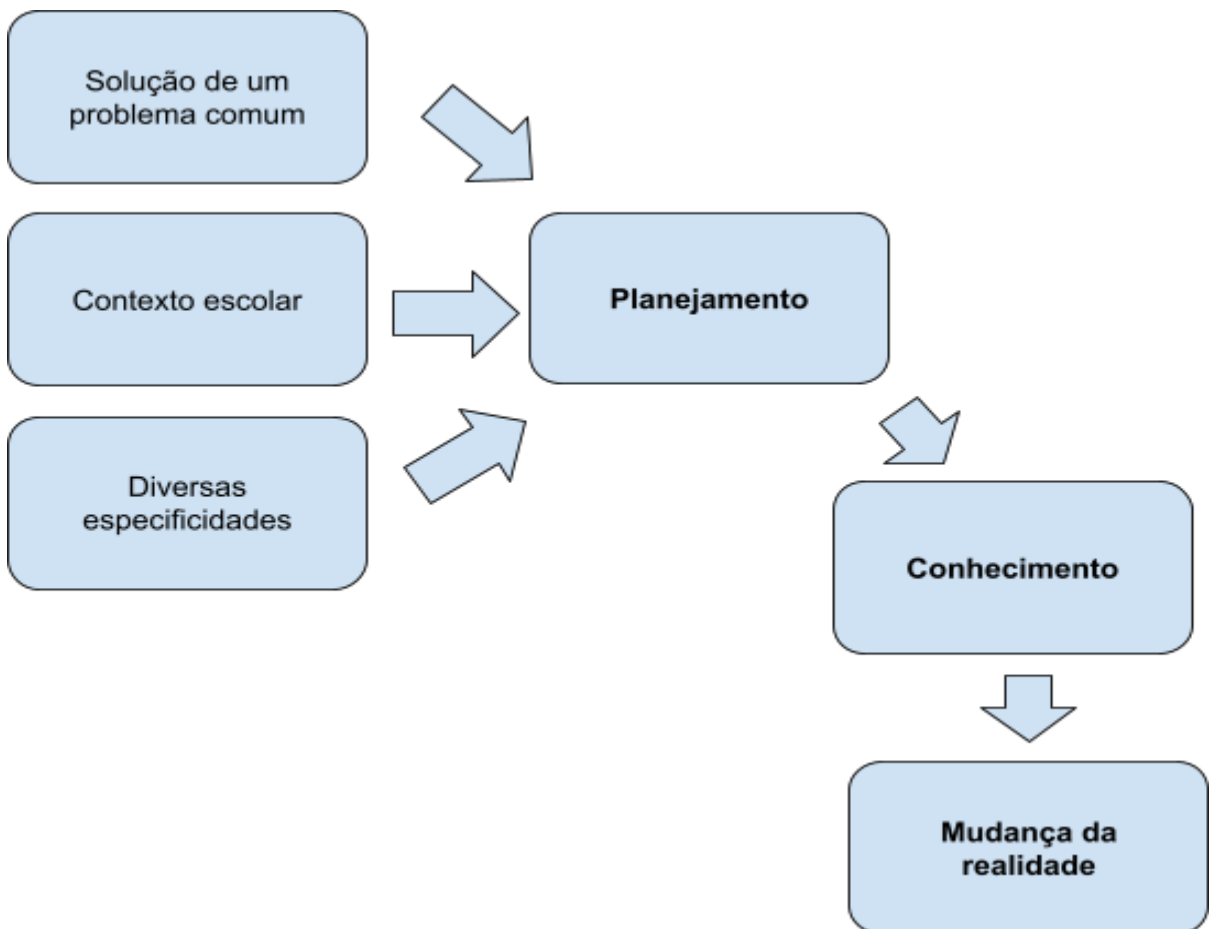 Solução de um
problema comum
Contexto escolar
Diversas
especificidades
Planejamento
Conhecimento
Mudança da
realidade